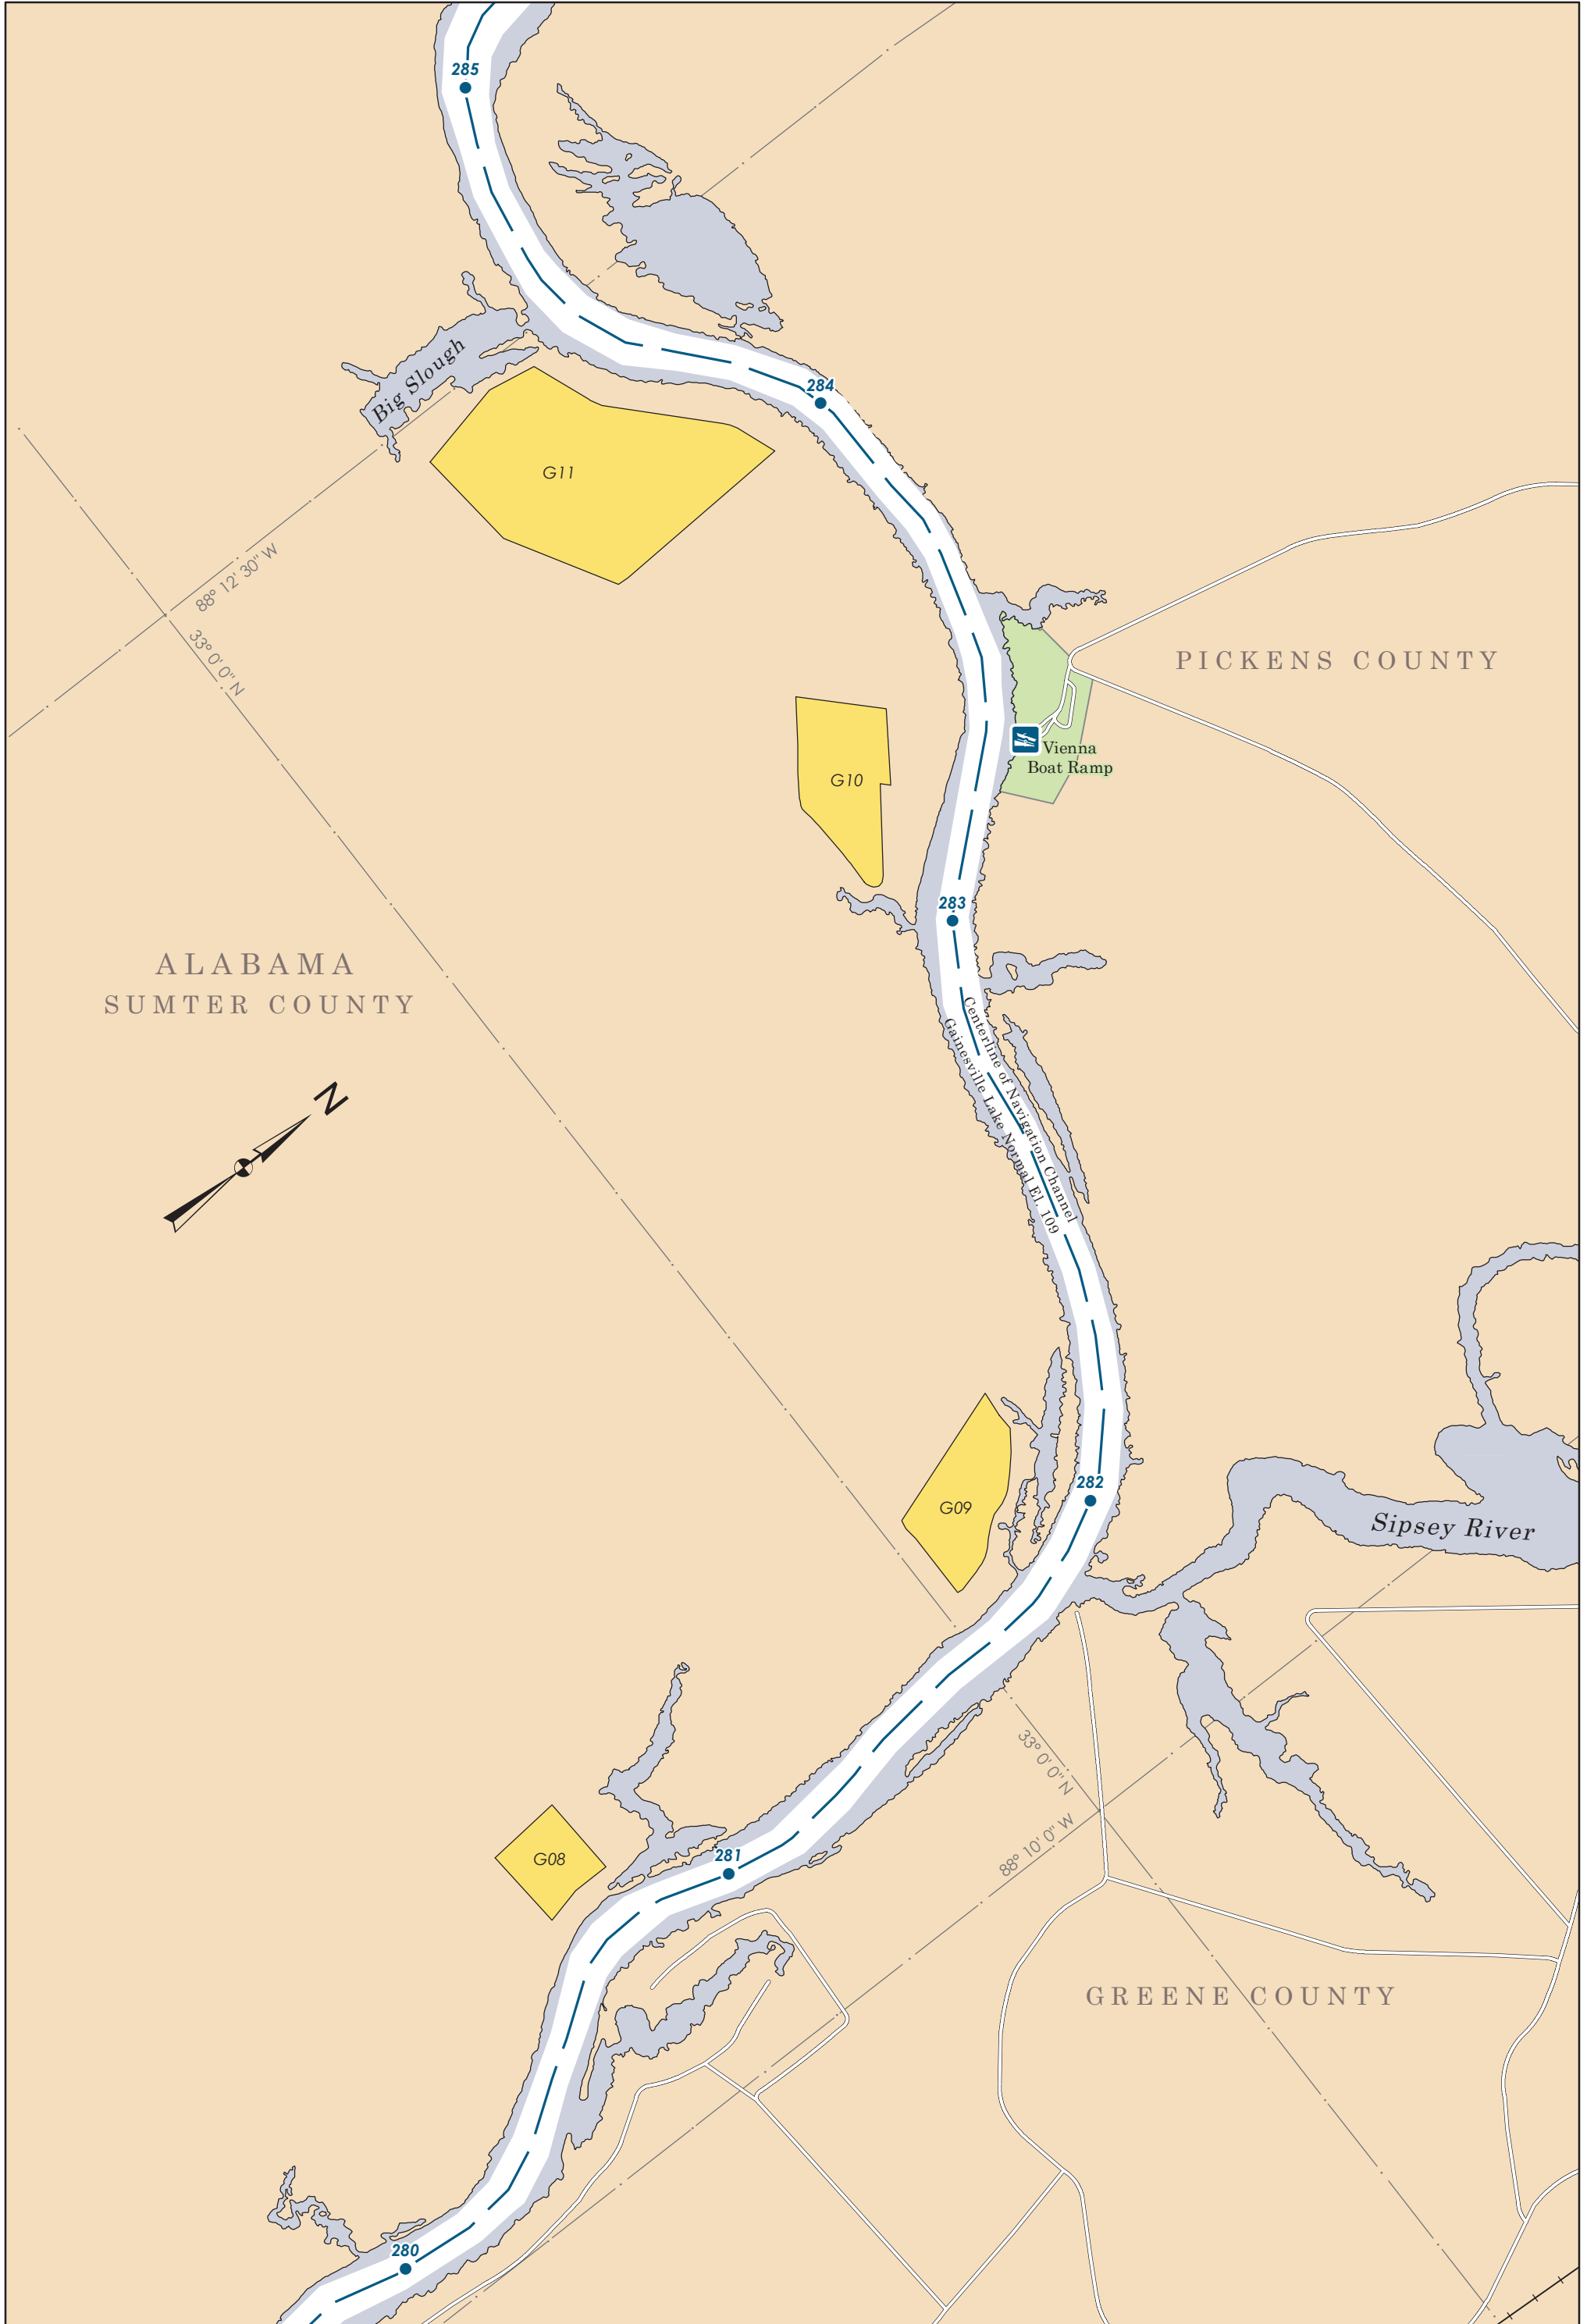 285
284
Big Slough
G11
88° 12' 30" W
33° 0' 0" N
PICKENS COUNTY
Vienna
Boat Ramp
G10
283
ALABAMA
SUMTER COUNTY
Centerline of Navigation Channel
Gainesville Lake Normal El. 109
N
282
G09
Sipsey River
33° 0' 0" N
88° 10' 0" W
281
G08
GREENE COUNTY
280